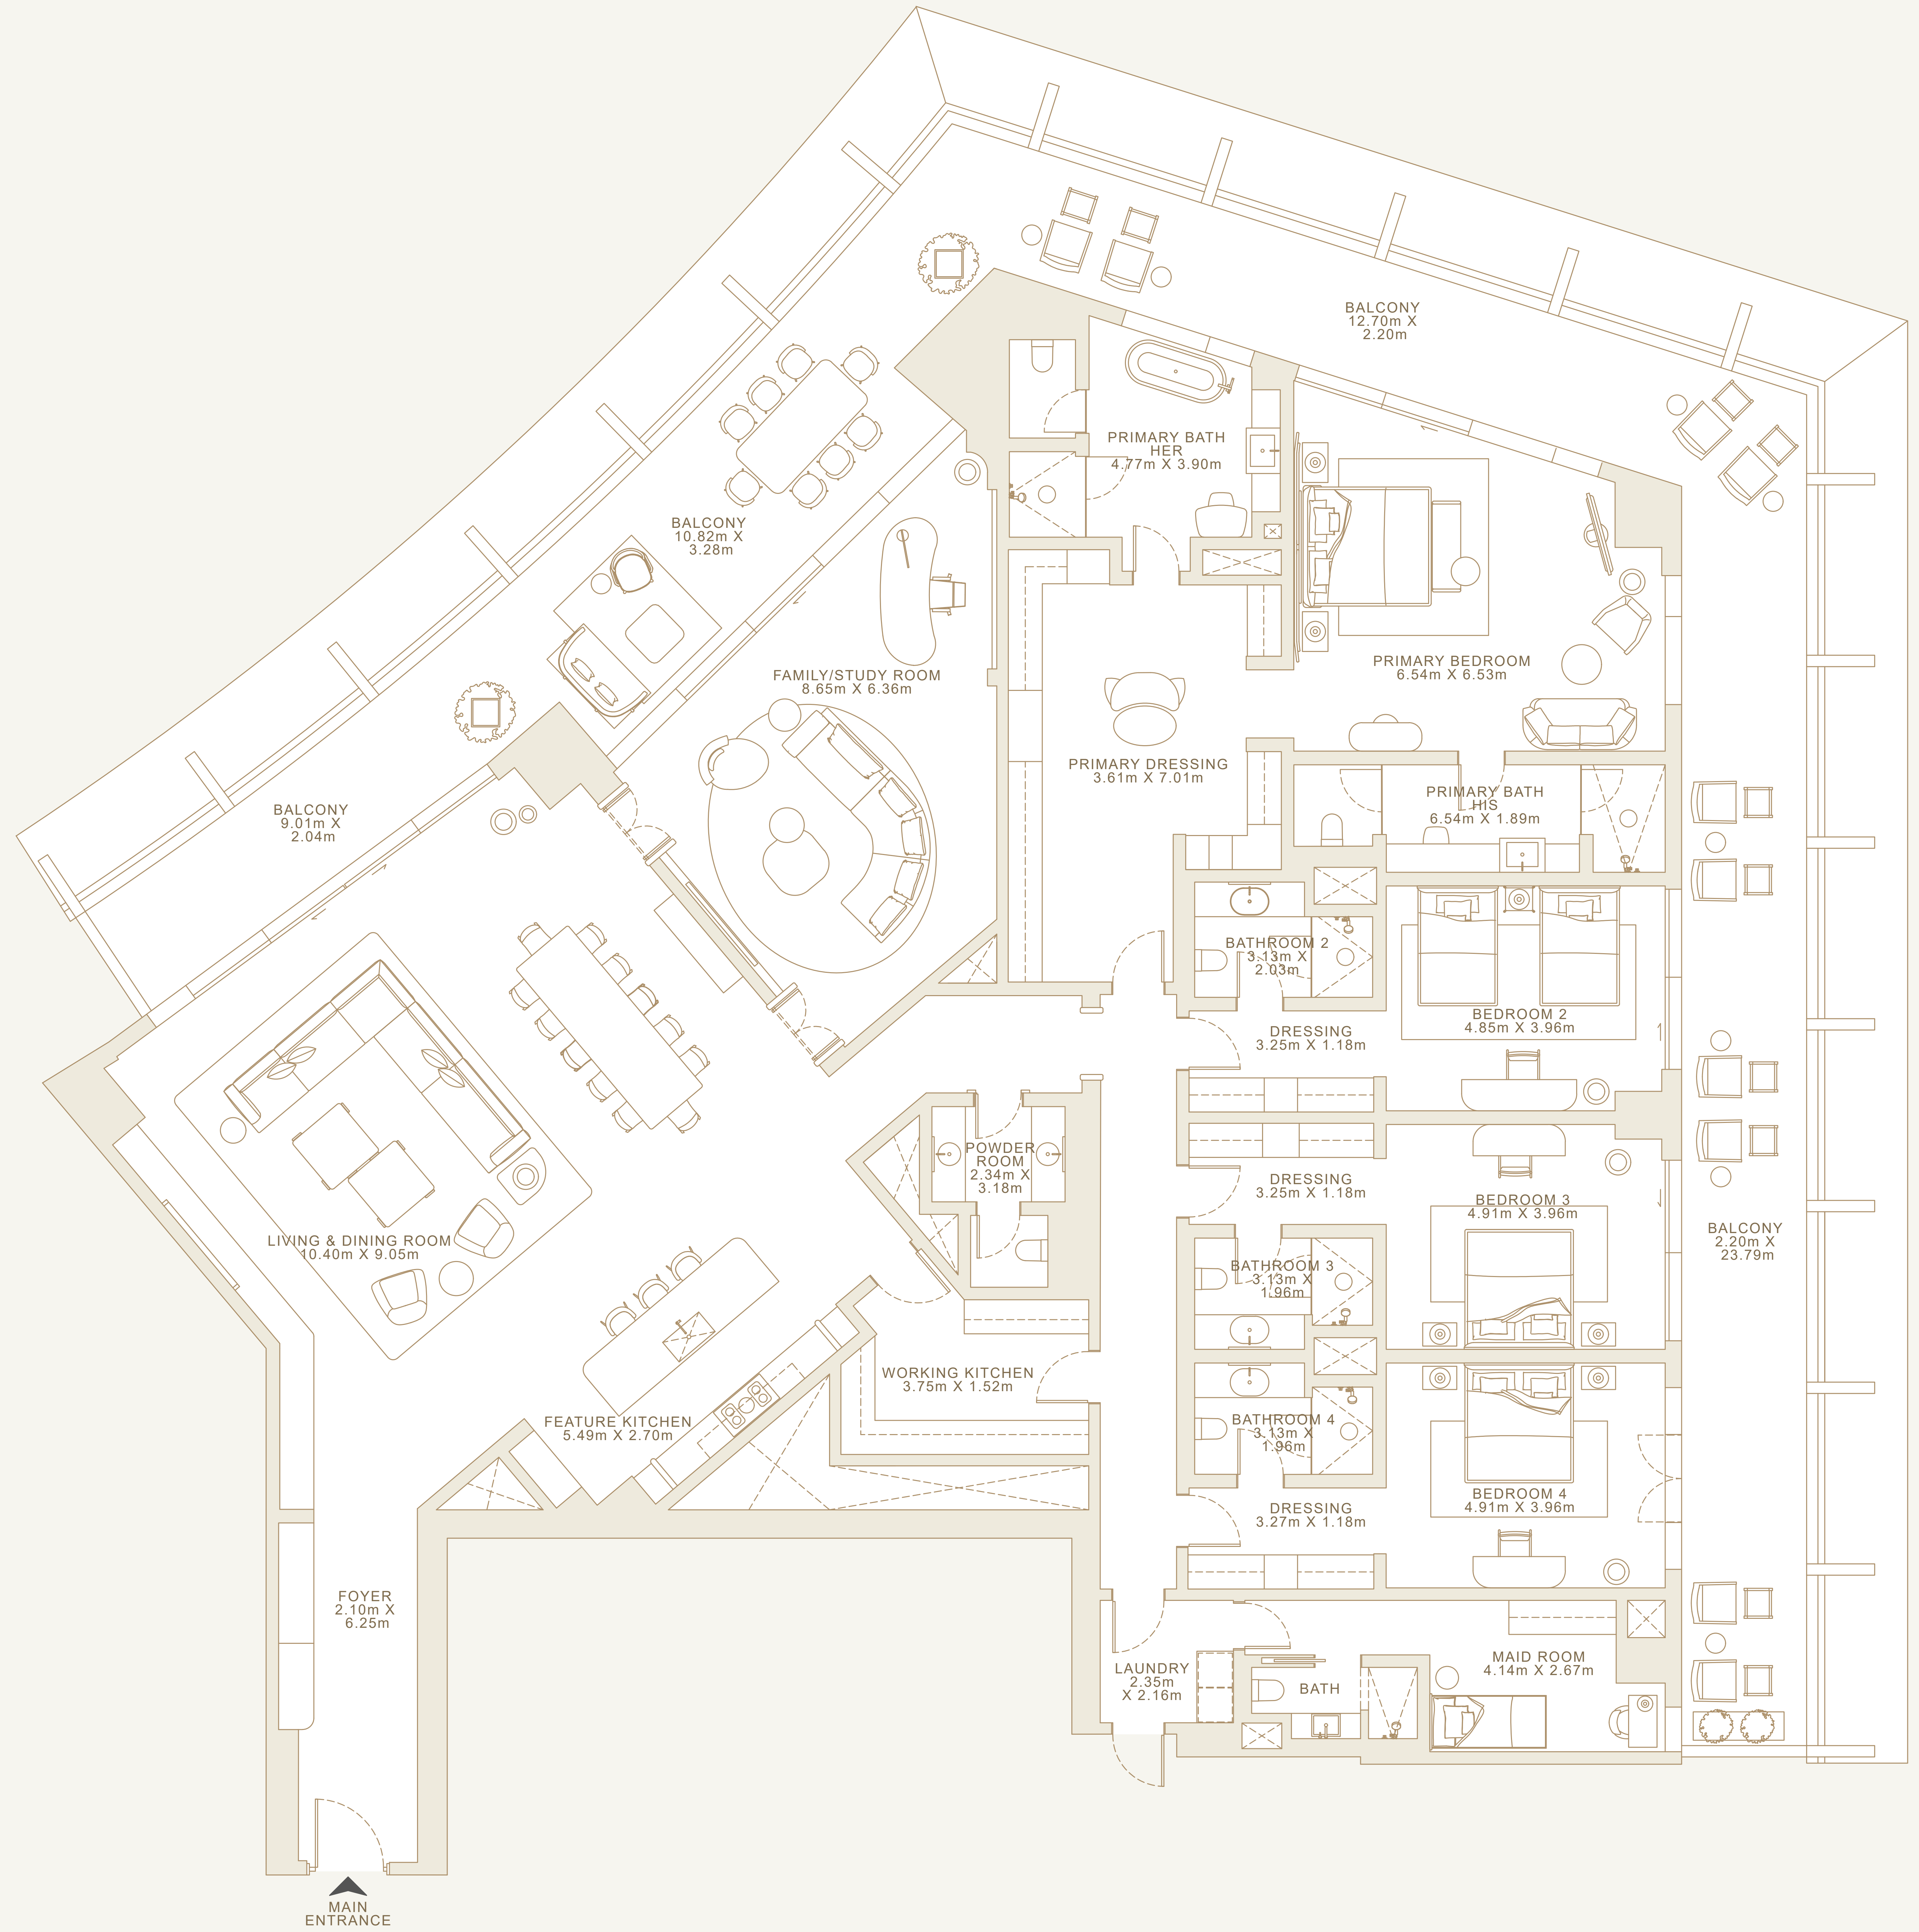 BALCONY
12.70m X
2.20m
PRIMARY BATH
HER
4.77m X 3.90m
BALCONY
10.82m X
3.28m
FAMILY/STUDY ROOM
8.65m X 6.36m
PRIMARY BEDROOM
6.54m X 6.53m
PRIMARY DRESSING
3.61m X 7.01m
PRIMARY BATH
HIS
6.54m X 1.89m
BALCONY
9.01m X
2.04m
BATHROOM 2
3.13m X
2.03m
BEDROOM 2
4.85m X 3.96m
DRESSING
3.25m X 1.18m
POWDER
ROOM
2.34m X
3.18m
DRESSING
3.25m X 1.18m
BEDROOM 3
4.91m X 3.96m
BALCONY
2.20m X
23.79m
LIVING & DINING ROOM
10.40m X 9.05m
BATHROOM 3
3.13m X
1.96m
WORKING KITCHEN
3.75m X 1.52m
FEATURE KITCHEN
5.49m X 2.70m
BATHROOM 4
3.13m X
1.96m
BEDROOM 4
4.91m X 3.96m
DRESSING
3.27m X 1.18m
FOYER
2.10m X
6.25m
LAUNDRY
2.35m
X 2.16m
BATH
MAID ROOM
4.14m X 2.67m
MAIN
ENTRANCE